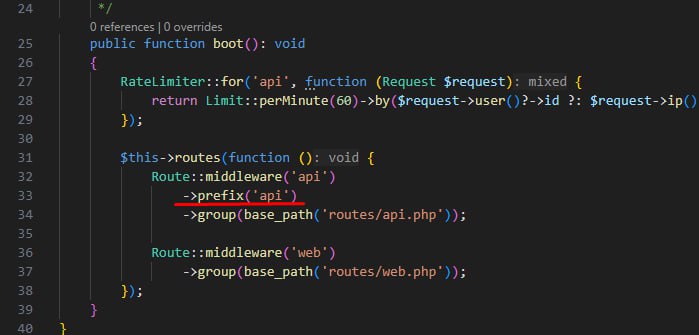 24 */
0 references | 0 overrides
25 public function boot(): void
26 {
27 RateLimiter::for('api', function (Request $request): mixed {
28 return Limit::perMinute(60)->by($request->user()?->id ?: $request->ip()
29 });
30
31 $this->routes(function (): void {
32 Route::middleware('api')
33 ->prefix('api')
34 ->group(base_path('routes/api.php'));
35
36 Route::middleware('web')
37 ->group(base_path('routes/web.php'));
38 });
39 }
40 }